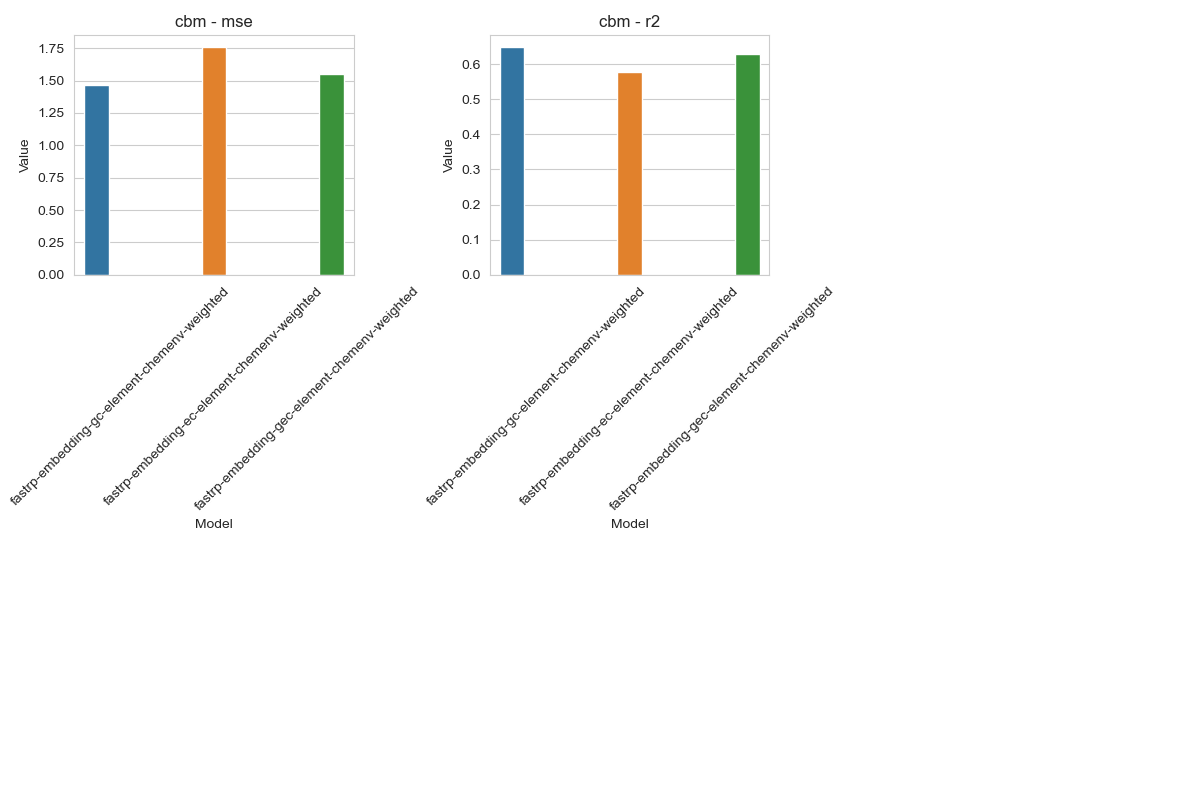 cbm - mse
1.75
1.50
1.25
1.00
0.75
0.50
0.25
0.00
Value
fastrp-embedding-gc-element-chemenv-weighted
fastrp-embedding-ec-element-chemenv-weighted
fastrp-embedding-gec-element-chemenv-weighted
Model
cbm - r2
0.6
0.5
0.4
0.3
0.2
0.1
0.0
Value
fastrp-embedding-gc-element-chemenv-weighted
fastrp-embedding-ec-element-chemenv-weighted
fastrp-embedding-gec-element-chemenv-weighted
Model